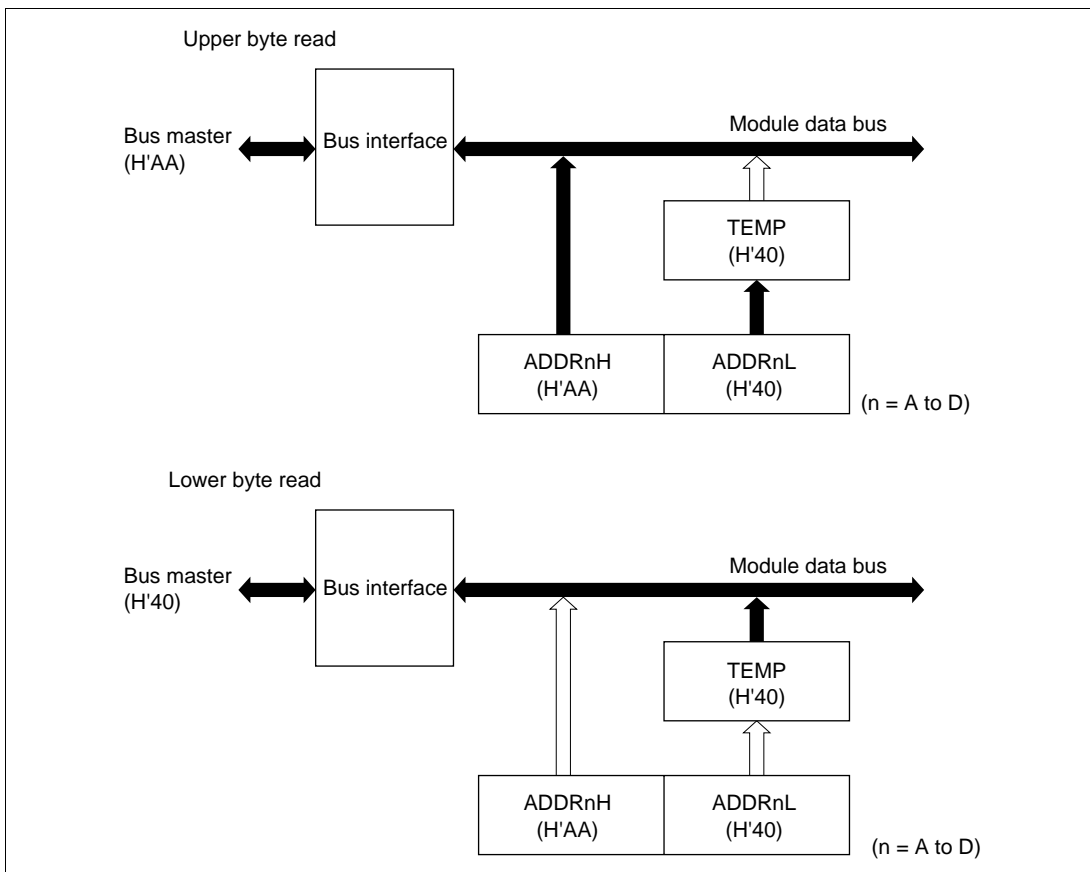 Upper byte read
Bus master
(H'AA)
Bus interface
Module data bus
TEMP
(H'40)
ADDRnH
(H'AA)
ADDRnL
(H'40)
(n = A to D)
Lower byte read
Bus master
(H'40)
Bus interface
Module data bus
TEMP
(H'40)
ADDRnH
(H'AA)
ADDRnL
(H'40)
(n = A to D)